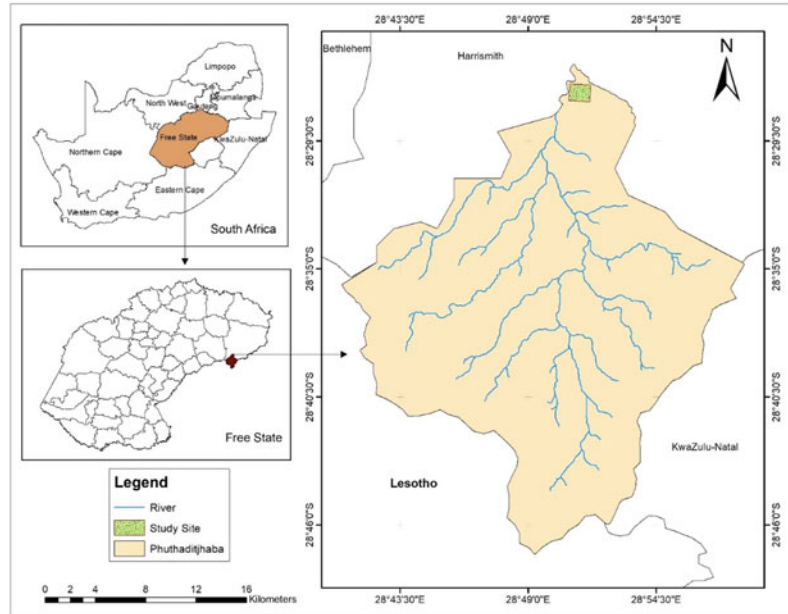 Limpopo
North West
Gauteng
Mpumalanga
Free State
KwaZulu-Natal
Northern Cape
Eastern Cape
Western Cape
South Africa
Free State
Legend
River
Study Site
Phuthaditjhaba
0 2 4 8 12 16
Kilometers
28°43'30"E 28°49'0"E 28°54'30"E
Bethlehem
Harrismith
N
28°29'30"S
28°35'0"S
28°40'30"S
28°46'0"S
KwaZulu-Natal
Lesotho
28°29'30"S
28°35'0"S
28°40'30"S
28°46'0"S
28°43'30"E 28°49'0"E 28°54'30"E